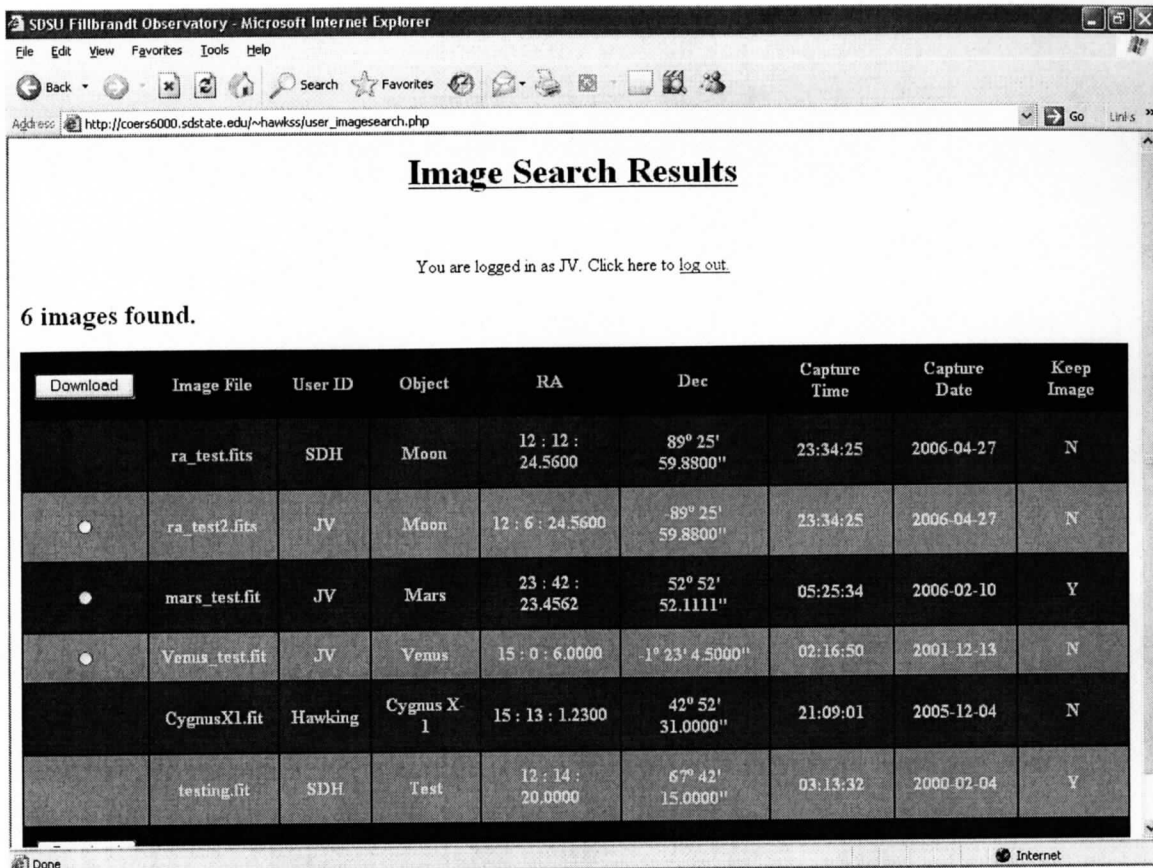 SDSU Fillbrandt Observatory - Microsoft Internet Explorer
File Edit View Favorites Tools Help
Back Search Favorites
Address http://coers6000.sdstate.edu/~hawkss/user_imagesearch.php Go Links »
Image Search Results
You are logged in as JV. Click here to log out.
6 images found.
Download Image File User ID Object RA Dec Capture Time Capture Date Keep Image
ra_test.fits SDH Moon 12 : 12 : 24.5600 89° 25' 59.8800" 23:34:25 2006-04-27 N
ra_test2.fits JV Moon 12 : 6 : 24.5600 -89° 25' 59.8800" 23:34:25 2006-04-27 N
mars_test.fit JV Mars 23 : 42 : 23.4562 52° 52' 52.1111" 05:25:34 2006-02-10 Y
Venus_test.fit JV Venus 15 : 0 : 6.0000 -1° 23' 4.5000" 02:16:50 2001-12-13 N
CygnusX1.fit Hawking Cygnus X-1 15 : 13 : 1.2300 42° 52' 31.0000" 21:09:01 2005-12-04 N
testing.fit SDH Test 12 : 14 : 20.0000 67° 42' 15.0000" 03:13:32 2000-02-04 Y
Done Internet